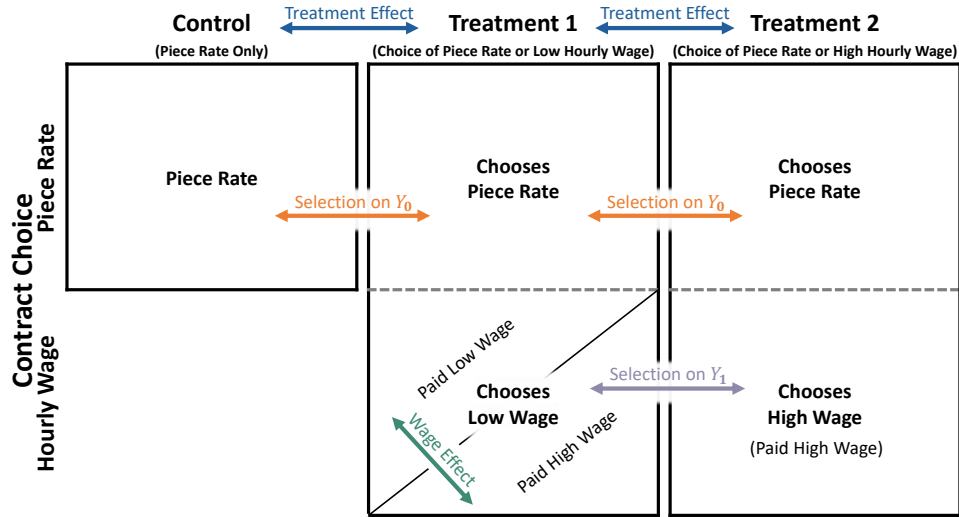 Control
Treatment Effect
Treatment 1
Treatment Effect
Treatment 2
(Piece Rate Only)
(Choice of Piece Rate or Low Hourly Wage)
(Choice of Piece Rate or High Hourly Wage)
Contract Choice
Piece Rate
Hourly Wage
Piece Rate
Chooses
Piece Rate
Chooses
Piece Rate
Selection on Y₀
Selection on Y₀
Paid Low Wage
Chooses
Low Wage
Paid High Wage
Wage Effect
Selection on Y₁
Chooses
High Wage
(Paid High Wage)